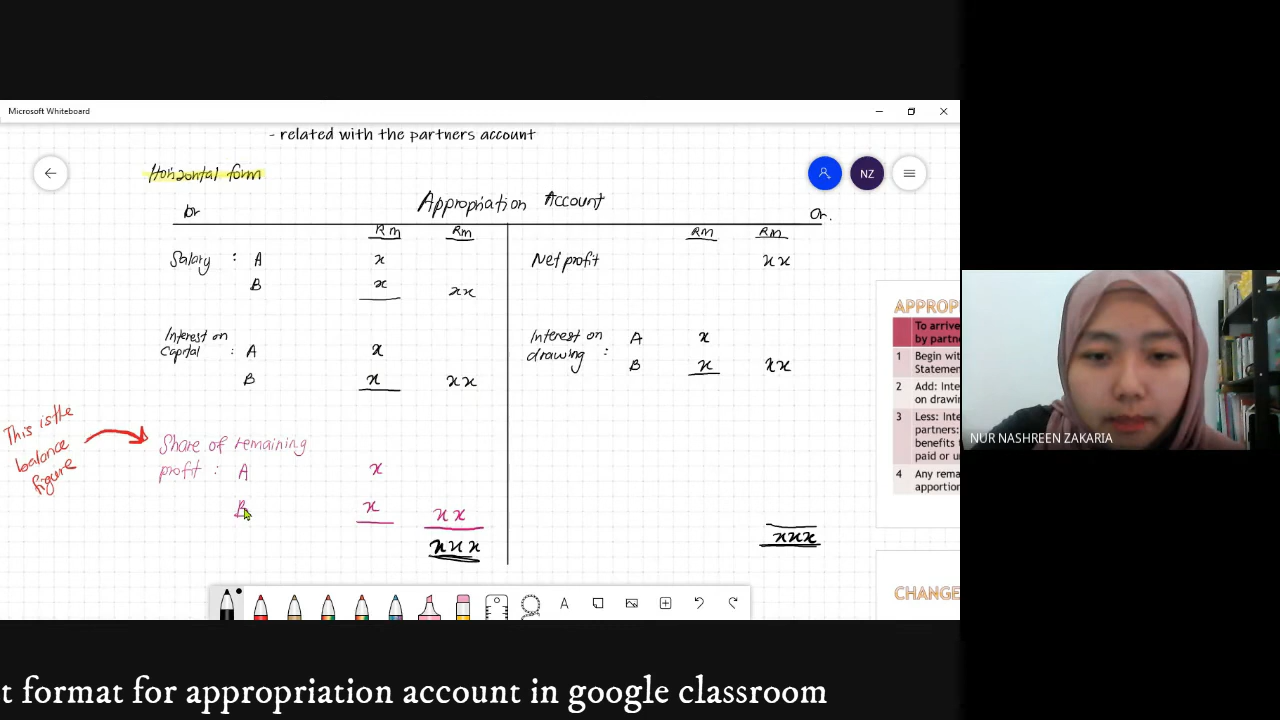 Microsoft Whiteboard
- related with the partners account
Horizontal form
NZ
Appropriation Account
Dr
Cr.
Rm Rm
Rm Rm
Salary : A x
B x xx
Net profit xx
Interest on
Capital : A x
B x xx
Interest on A x
drawing : B x xx
This is the
balance
figure
Share of remaining
profit : A x
B x xx
xxx
xxx
APPROP
To arrive
by partn
1 Begin wit
Statemen
2 Add: Inte
on drawin
3 Less: Inte
partners:
benefits t
paid or u
4 Any rema
apportion
CHANGE
A
NUR NASHREEN ZAKARIA
t format for appropriation account in google classroom